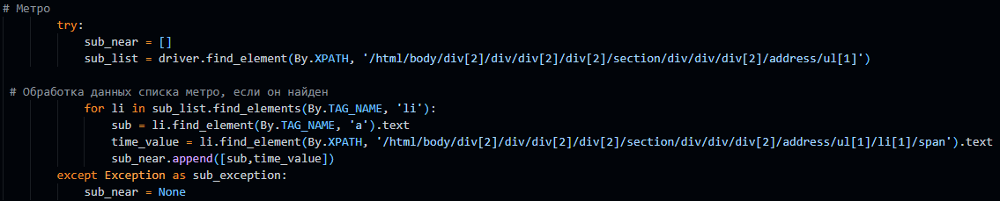 # Метро
try:
sub_near = []
sub_list = driver.find_element(By.XPATH, '/html/body/div[2]/div/div[2]/div[2]/section/div/div/div[2]/address/ul[1]')
# Обработка данных списка метро, если он найден
for li in sub_list.find_elements(By.TAG_NAME, 'li'):
sub = li.find_element(By.TAG_NAME, 'a').text
time_value = li.find_element(By.XPATH, '/html/body/div[2]/div/div[2]/div[2]/section/div/div/div[2]/address/ul[1]/li[1]/span').text
sub_near.append([sub,time_value])
except Exception as sub_exception:
sub_near = None